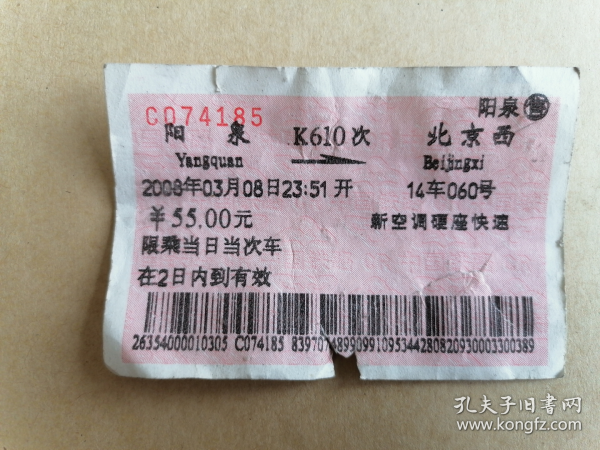 C074185
阳泉售
阳 泉 K610次 北京西
Yangquan Beijingxi
2008年03月08日23:51开 14车060号
￥55.00元 新空调硬座快速
限乘当日当次车
在2日内到有效
26354000010305 C074185 83970748990991095344280820930003300389
孔夫子旧书网
www.kongfz.com